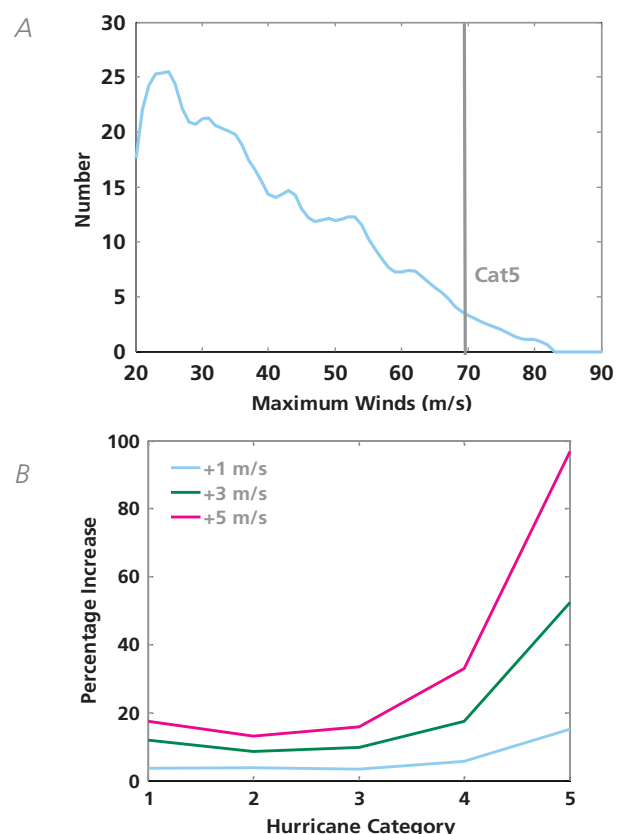 A
30
25
20
15
10
5
0
Number
Cat5
20 30 40 50 60 70 80 90
Maximum Winds (m/s)
B
100
80
60
40
20
0
Percentage Increase
+1 m/s
+3 m/s
+5 m/s
1 2 3 4 5
Hurricane Category